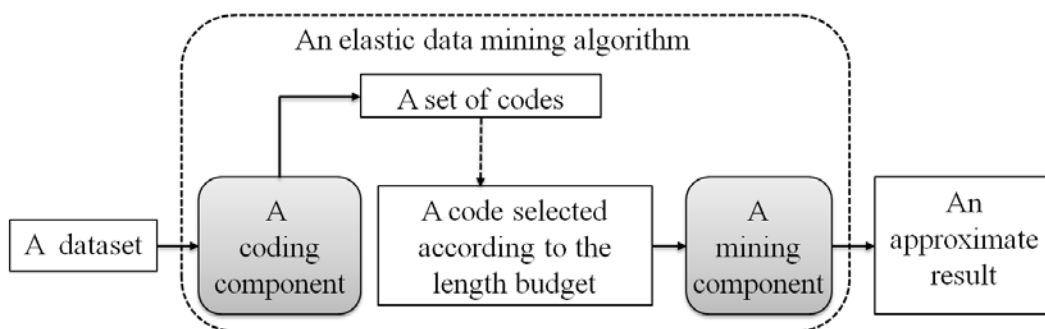 An elastic data mining algorithm
A set of codes
A dataset
A
coding
component
A code selected
according to the
length budget
A
mining
component
An
approximate
result